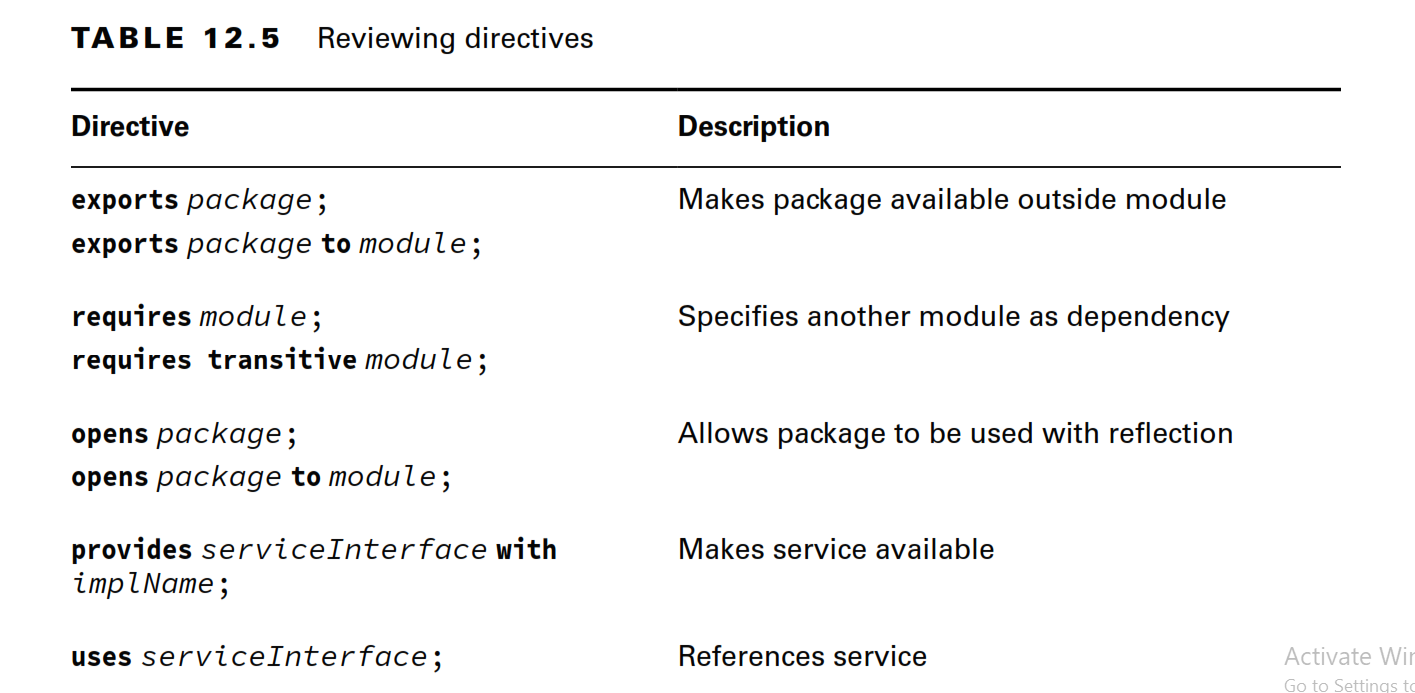 TABLE 12.5 Reviewing directives
Directive Description
exports package; Makes package available outside module
exports package to module;
requires module; Specifies another module as dependency
requires transitive module;
opens package; Allows package to be used with reflection
opens package to module;
provides serviceInterface with Makes service available
implName;
uses serviceInterface; References service
Activate Wi
Go to Settings to